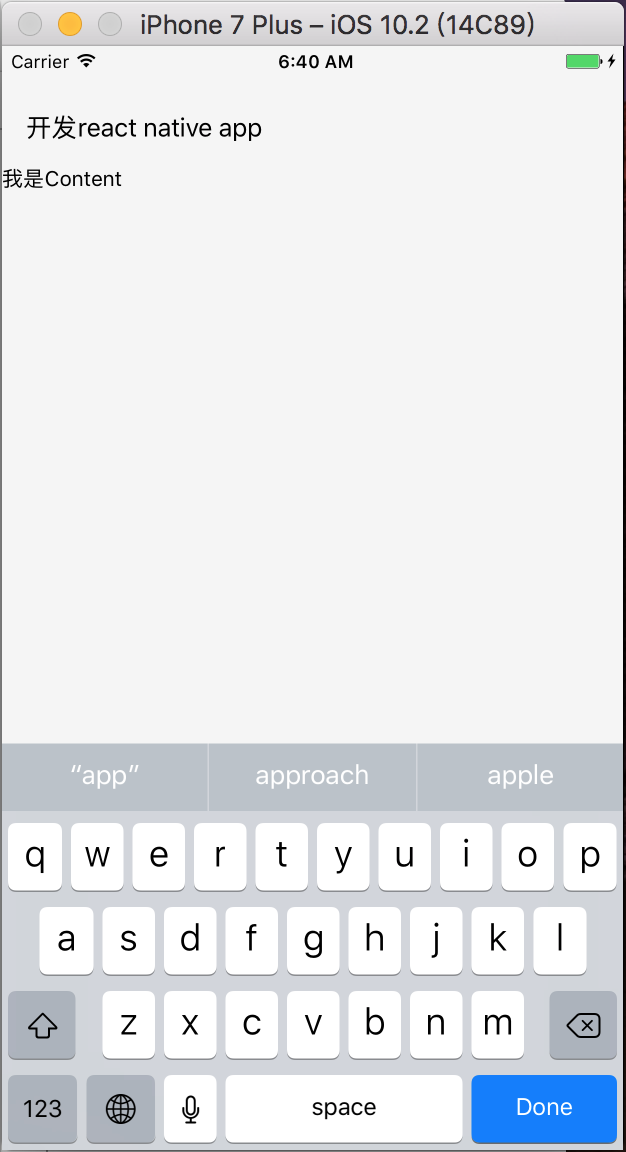 iPhone 7 Plus – iOS 10.2 (14C89)
Carrier 6:40 AM
开发react native app
我是Content
“app” approach apple
q w e r t y u i o p
a s d f g h j k l
z x c v b n m
123 space Done